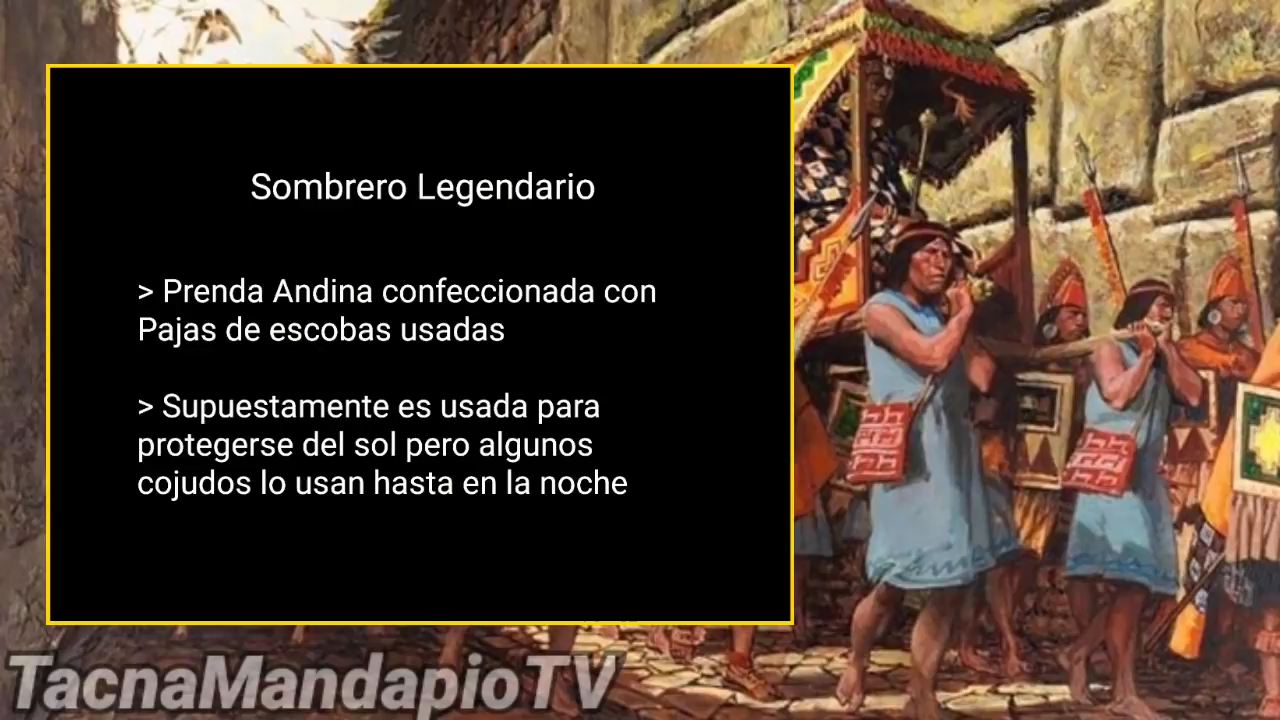 Sombrero Legendario
> Prenda Andina confeccionada con
Pajas de escobas usadas
> Supuestamente es usada para
protegerse del sol pero algunos
cojudos lo usan hasta en la noche
TacnaMandapioTV